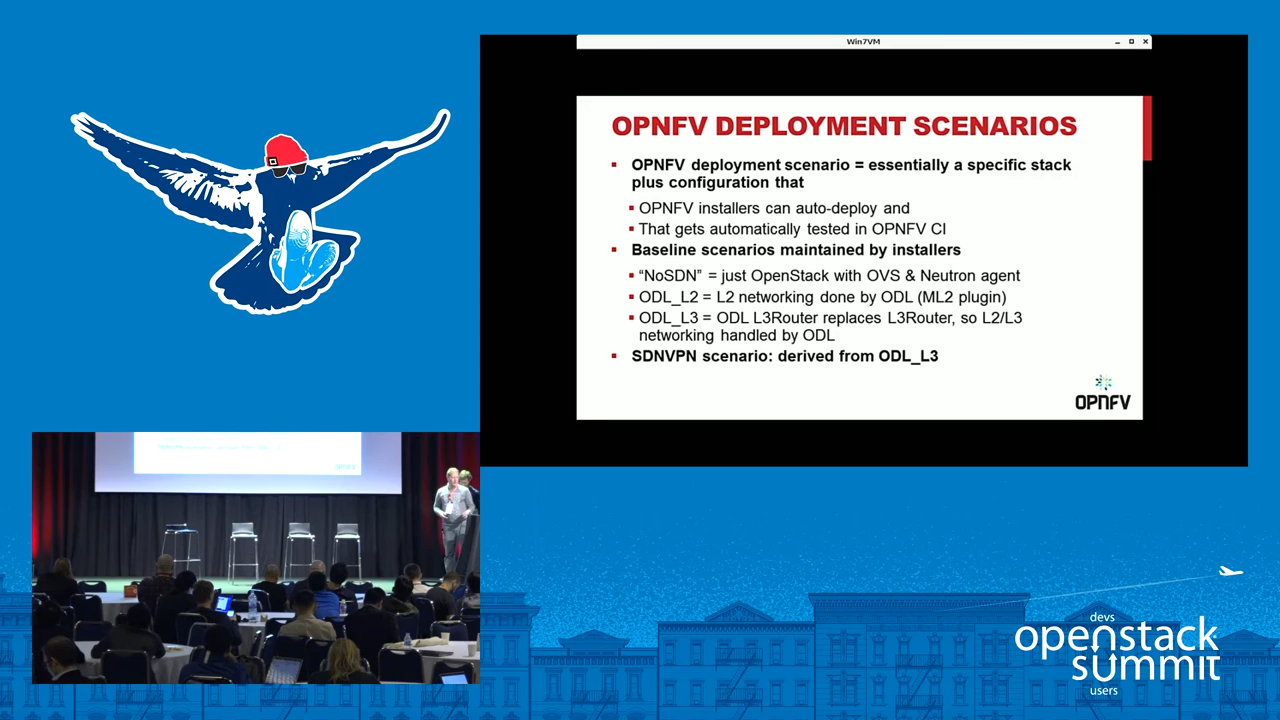 Win7VM
OPNFV DEPLOYMENT SCENARIOS
▪ OPNFV deployment scenario = essentially a specific stack
plus configuration that
▪ OPNFV installers can auto-deploy and
▪ That gets automatically tested in OPNFV CI
▪ Baseline scenarios maintained by installers
▪ “NoSDN” = just OpenStack with OVS & Neutron agent
▪ ODL_L2 = L2 networking done by ODL (ML2 plugin)
▪ ODL_L3 = ODL L3Router replaces L3Router, so L2/L3
networking handled by ODL
▪ SDNVPN scenario: derived from ODL_L3
OPNFV
devs
openstack
summit
users